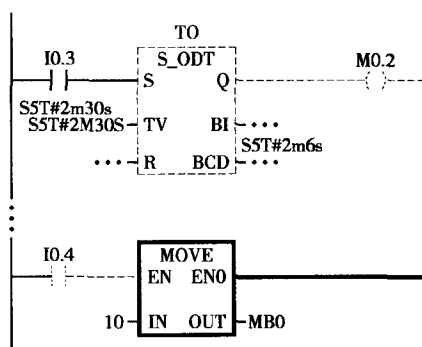 TO
I0.3 S_ODT M0.2
S Q
S5T#2m30s
S5T#2M30S TV BI
S5T#2m6s
R BCD
I0.4 MOVE
EN ENO
10 IN OUT MB0